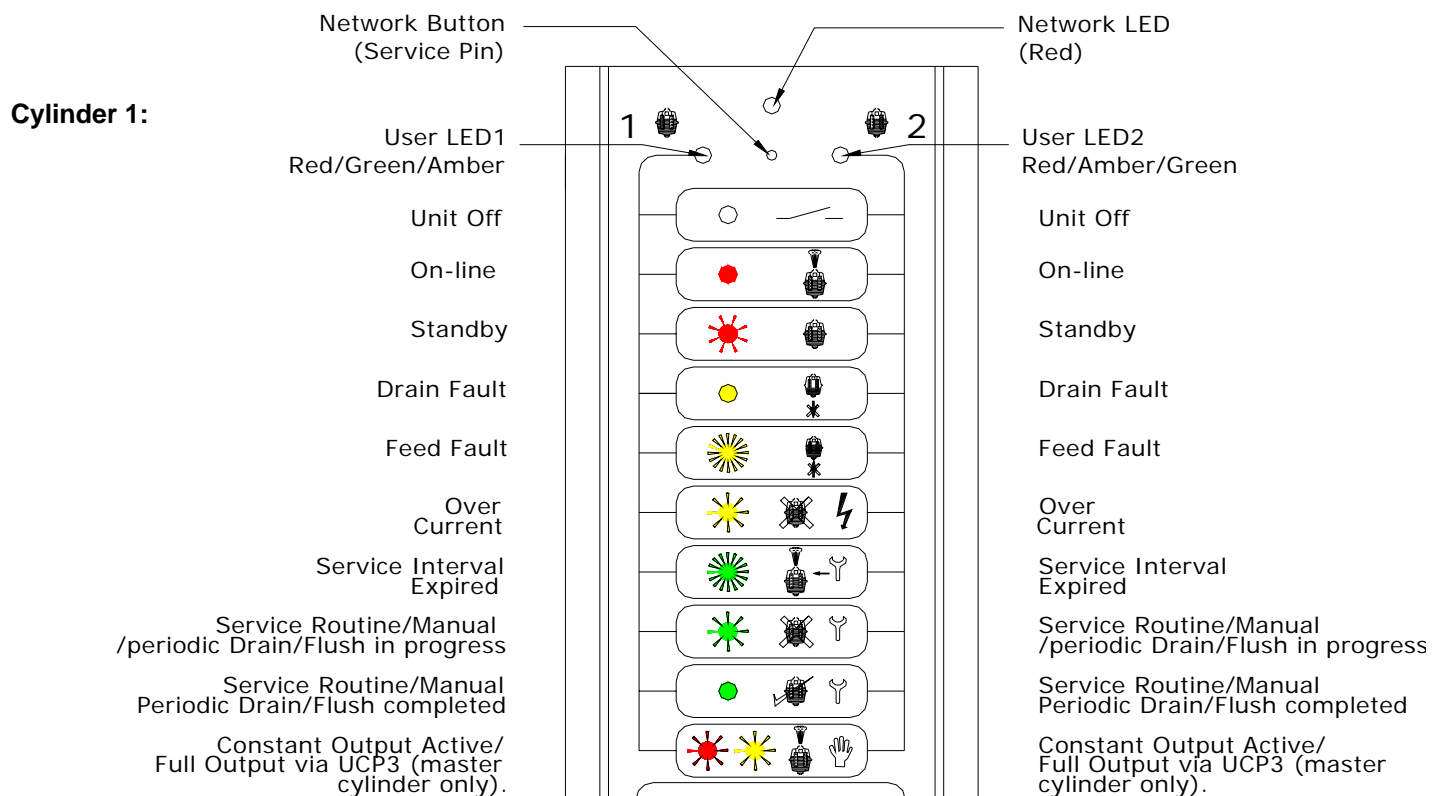 Network Button
(Service Pin)
Network LED
(Red)
Cylinder 1:
1
2
User LED1
Red/Green/Amber
User LED2
Red/Amber/Green
Unit Off
Unit Off
On-line
On-line
Standby
Standby
Drain Fault
Drain Fault
Feed Fault
Feed Fault
Over
Current
Over
Current
Service Interval
Expired
Service Interval
Expired
Service Routine/Manual
/periodic Drain/Flush in progress
Service Routine/Manual
/periodic Drain/Flush in progress
Service Routine/Manual
Periodic Drain/Flush completed
Service Routine/Manual
Periodic Drain/Flush completed
Constant Output Active/
Full Output via UCP3 (master
cylinder only).
Constant Output Active/
Full Output via UCP3 (master
cylinder only).